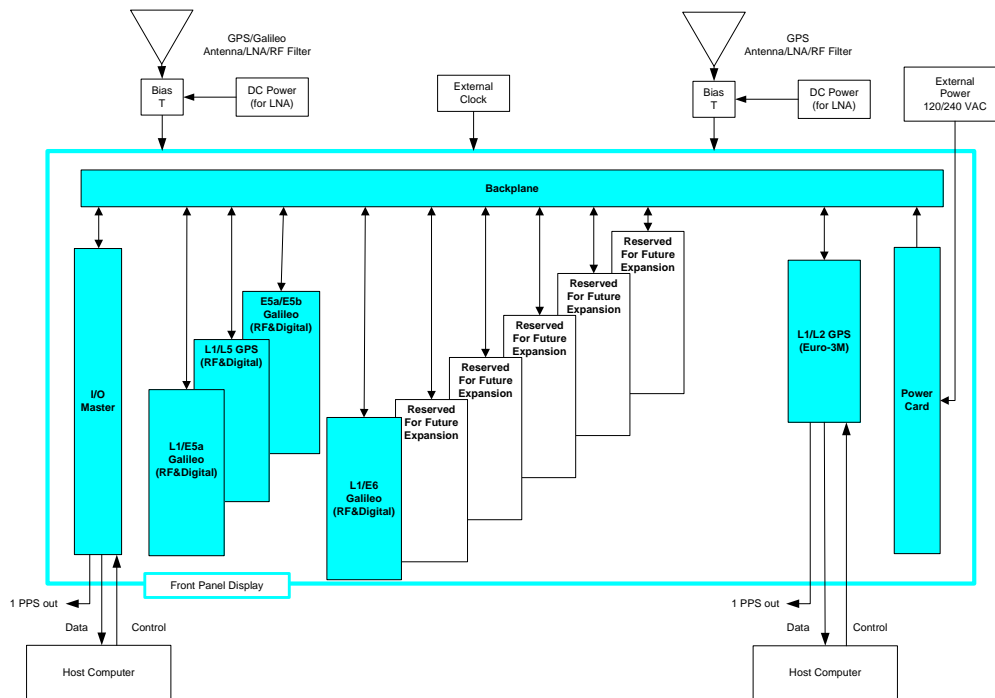 GPS/Galileo
Antenna/LNA/RF Filter
GPS
Antenna/LNA/RF Filter
Bias
T
DC Power
(for LNA)
External
Clock
Bias
T
DC Power
(for LNA)
External
Power
120/240 VAC
Backplane
Reserved
For Future
Expansion
Reserved
For Future
Expansion
Reserved
For Future
Expansion
Reserved
For Future
Expansion
Reserved
For Future
Expansion
E5a/E5b
Galileo
(RF&Digital)
L1/L5 GPS
(RF&Digital)
L1/E5a
Galileo
(RF&Digital)
L1/E6
Galileo
(RF&Digital)
I/O
Master
L1/L2 GPS
(Euro-3M)
Power
Card
Front Panel Display
1 PPS out
Data
Control
Host Computer
1 PPS out
Data
Control
Host Computer